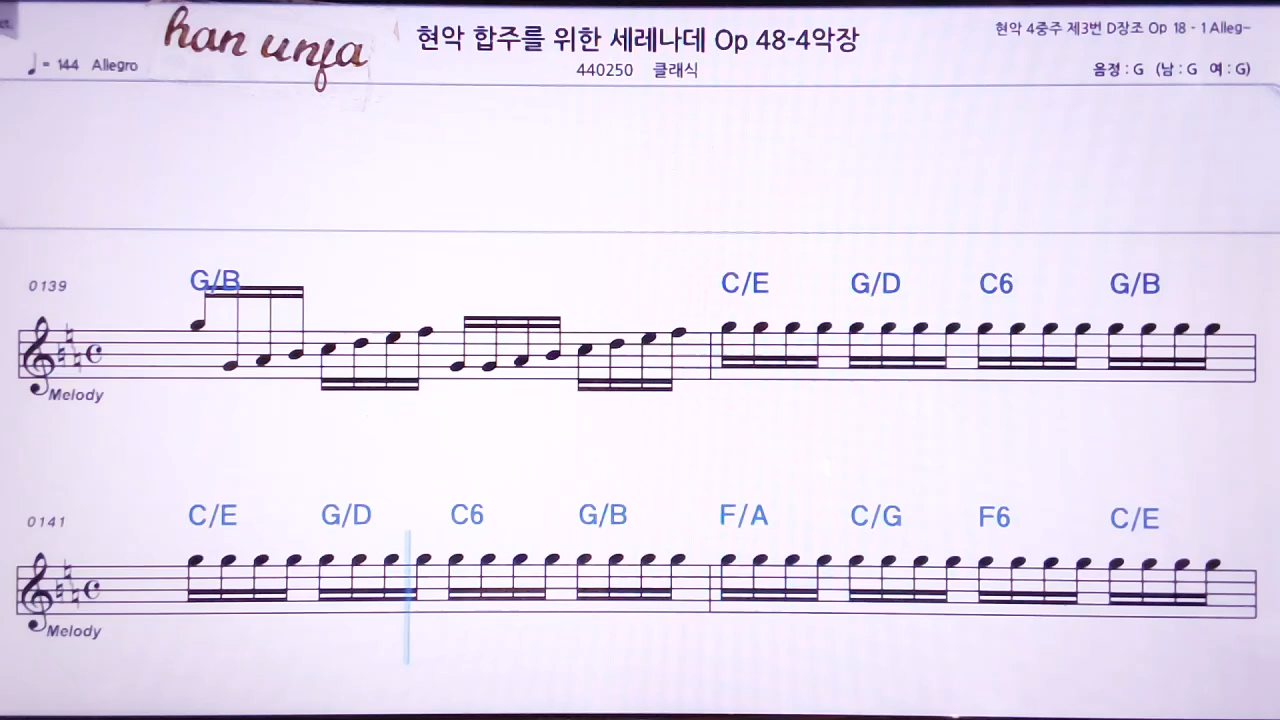 han unja
현악 합주를 위한 세레나데 Op 48-4악장
현악 4중주 제3번 D장조 Op 18 - 1 Alleg~
♩= 144 Allegro
440250 클래식
음정 : G (남 : G 여 : G)
0139
G/B C/E G/D C6 G/B
Melody
0141
C/E G/D C6 G/B F/A C/G F6 C/E
Melody